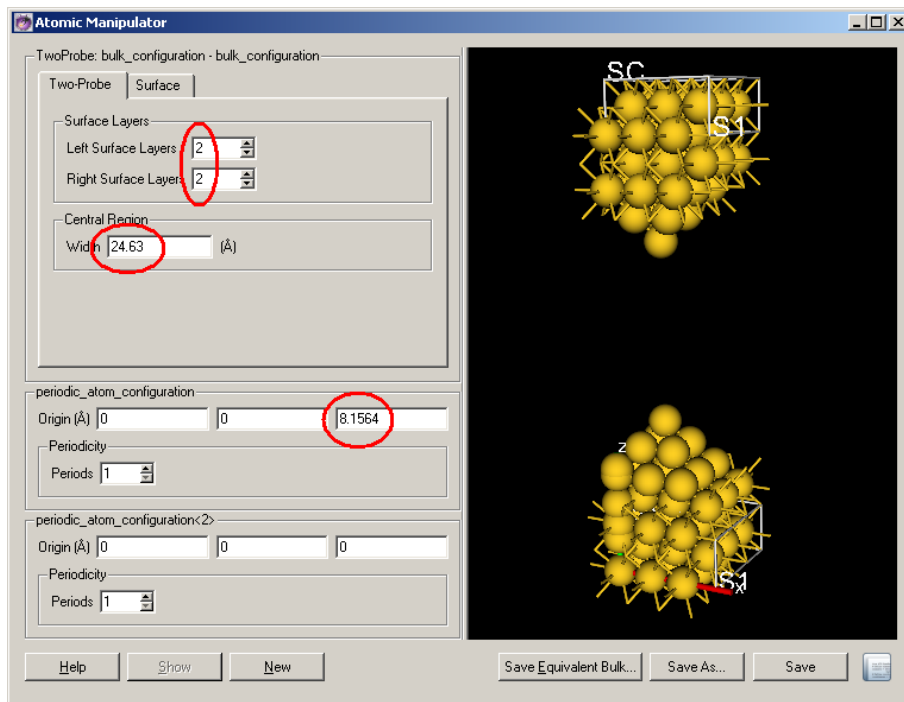 Atomic Manipulator
TwoProbe: bulk_configuration - bulk_configuration
Two-Probe Surface
Surface Layers
Left Surface Layers 2
Right Surface Layers 2
Central Region
Width 24.63 (Å)
periodic_atom_configuration
Origin (Å) 0 0 8.1564
Periodicity
Periods 1
periodic_atom_configuration<2>
Origin (Å) 0 0 0
Periodicity
Periods 1
Help Show New
SC
S1
z
S1
x
Save Equivalent Bulk... Save As... Save